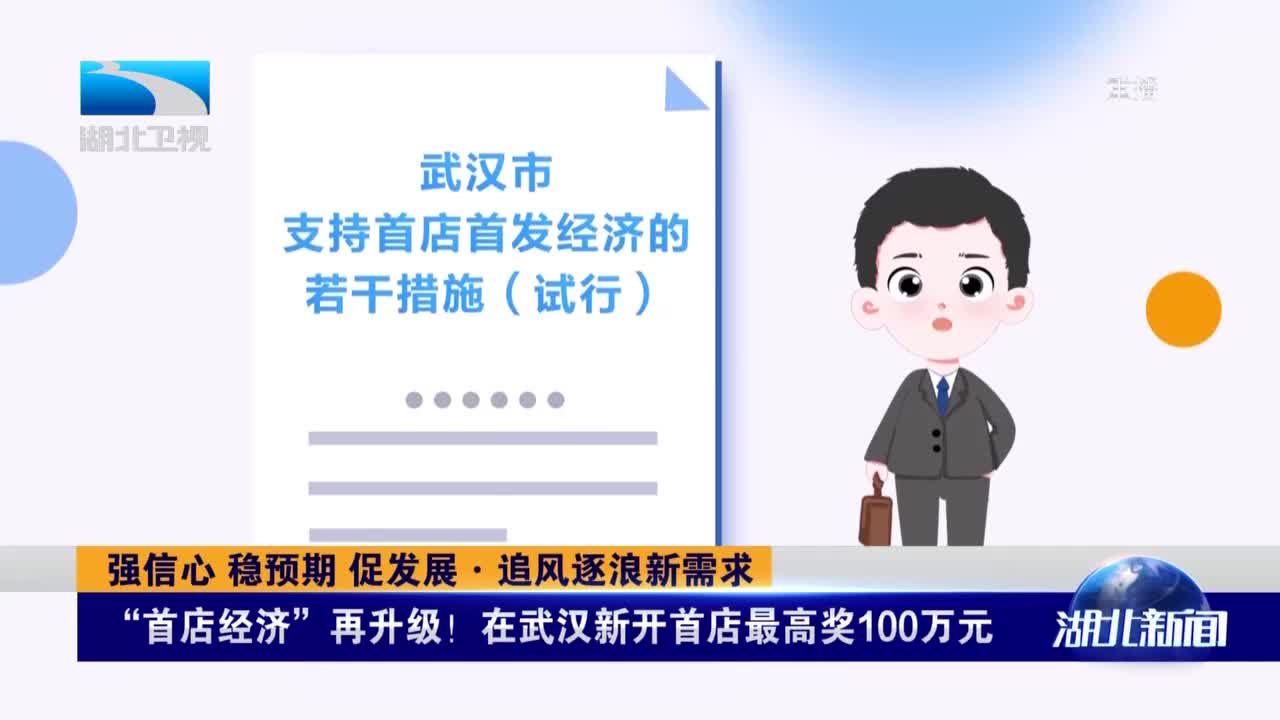 湖北卫视
武汉市
支持首店首发经济的
若干措施（试行）
强信心 稳预期 促发展·追风逐浪新需求
“首店经济”再升级！在武汉新开首店最高奖100万元
湖北新闻